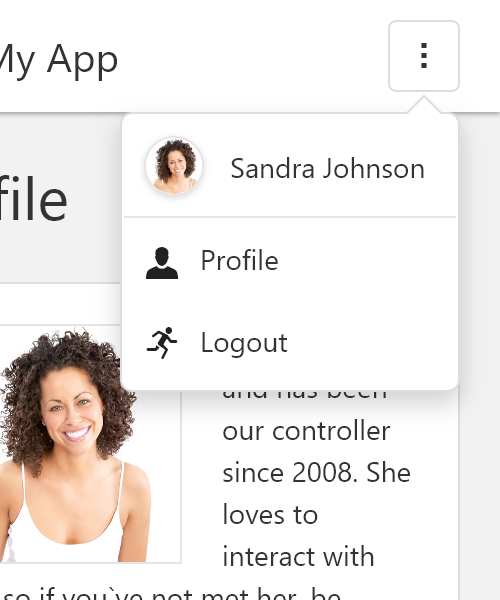 My App
file
Sandra Johnson
Profile
Logout
and has been
our controller
since 2008. She
loves to
interact with
so if you`ve not met her, be